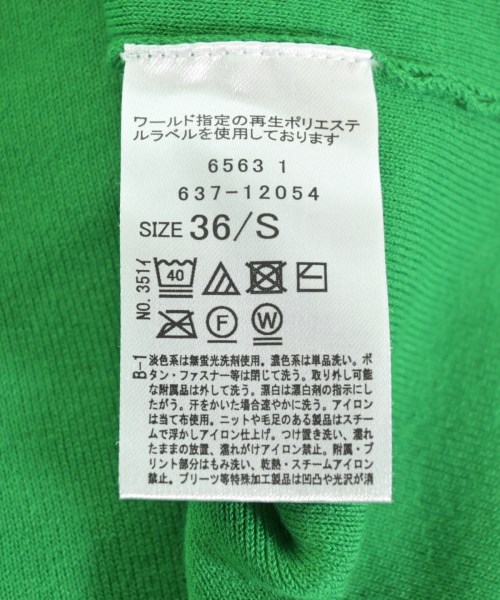 ワールド指定の再生ポリエステ
ルラベルを使用しております
6563 1
637-12054
SIZE 36/S
40
F W
NO. 3514
B-1
淡色系は無蛍光洗剤使用。濃色系は単品洗い。ボ
タン・ファスナー等は閉じて洗う。取り外し可能
な附属品は外して洗う。漂白は漂白剤の指示にし
たがう。汗をかいた場合速やかに洗う。アイロン
は当て布使用。ニットや毛足のある製品はスチー
ムで浮かしアイロン仕上げ。つけ置き洗い、濡れ
たままの放置、濡れがけアイロン禁止。附属・プ
リント部分はもみ洗い、乾熱・スチームアイロン
禁止。プリーツ等特殊加工製品は凹凸や光沢が消